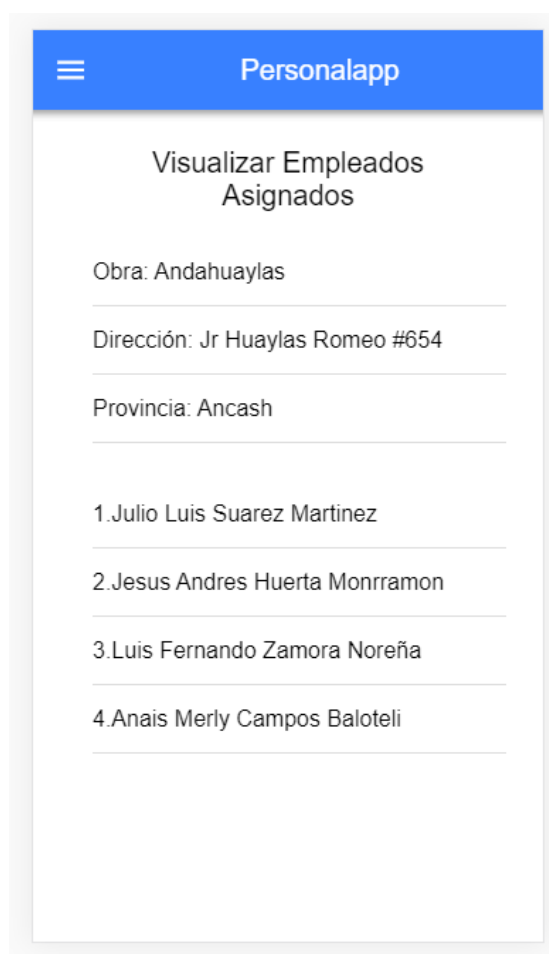 Personalapp
Visualizar Empleados
Asignados
Obra: Andahuaylas
Dirección: Jr Huaylas Romeo #654
Provincia: Ancash
1.Julio Luis Suarez Martinez
2.Jesus Andres Huerta Monrramon
3.Luis Fernando Zamora Noreña
4.Anais Merly Campos Baloteli